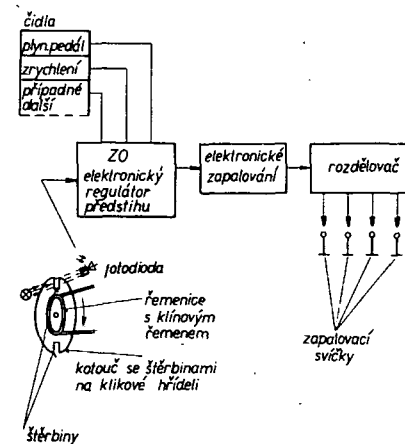 čidla
plyn.pedál
zrychlení
případné
další
ZO
elektronický
regulátor
předstihu
elektronické
zapalování
rozdělovač
fotodioda
řemenice
s klínovým
řemenem
kotouč se štěrbinami
na klikové hřídeli
zapalovací
svíčky
štěrbiny